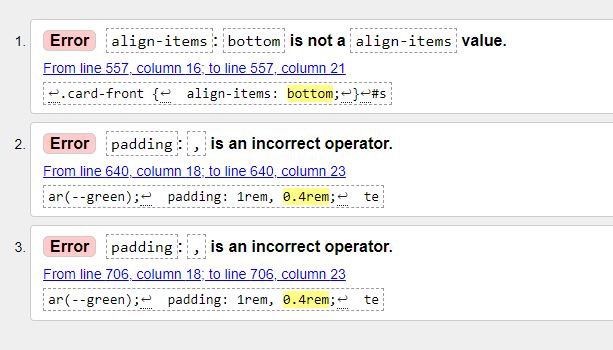 1. Error align-items: bottom is not a align-items value.
From line 557, column 16; to line 557, column 21
↩.card-front {↩  align-items: bottom;↩}↩#s
2. Error padding: , is an incorrect operator.
From line 640, column 18; to line 640, column 23
ar(--green);↩  padding: 1rem, 0.4rem;↩  te
3. Error padding: , is an incorrect operator.
From line 706, column 18; to line 706, column 23
ar(--green);↩  padding: 1rem, 0.4rem;↩  te